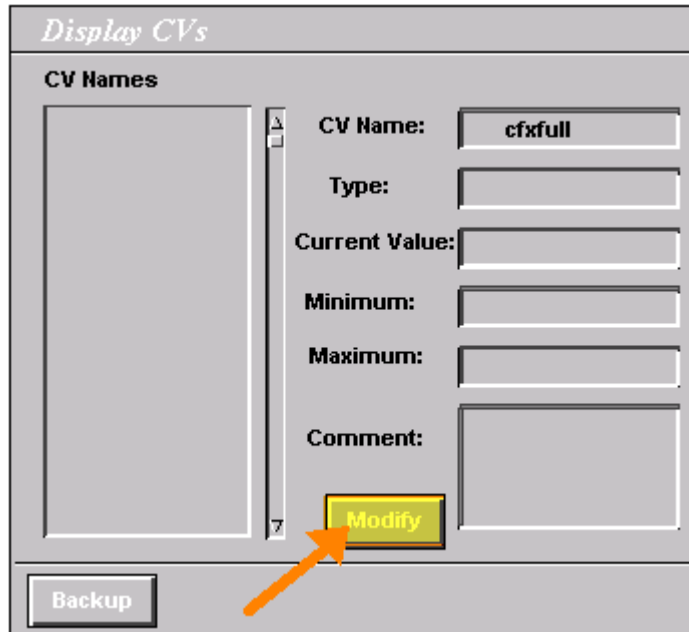 Display CVs
CV Names
CV Name: cfxfull
Type:
Current Value:
Minimum:
Maximum:
Comment:
Modify
Backup